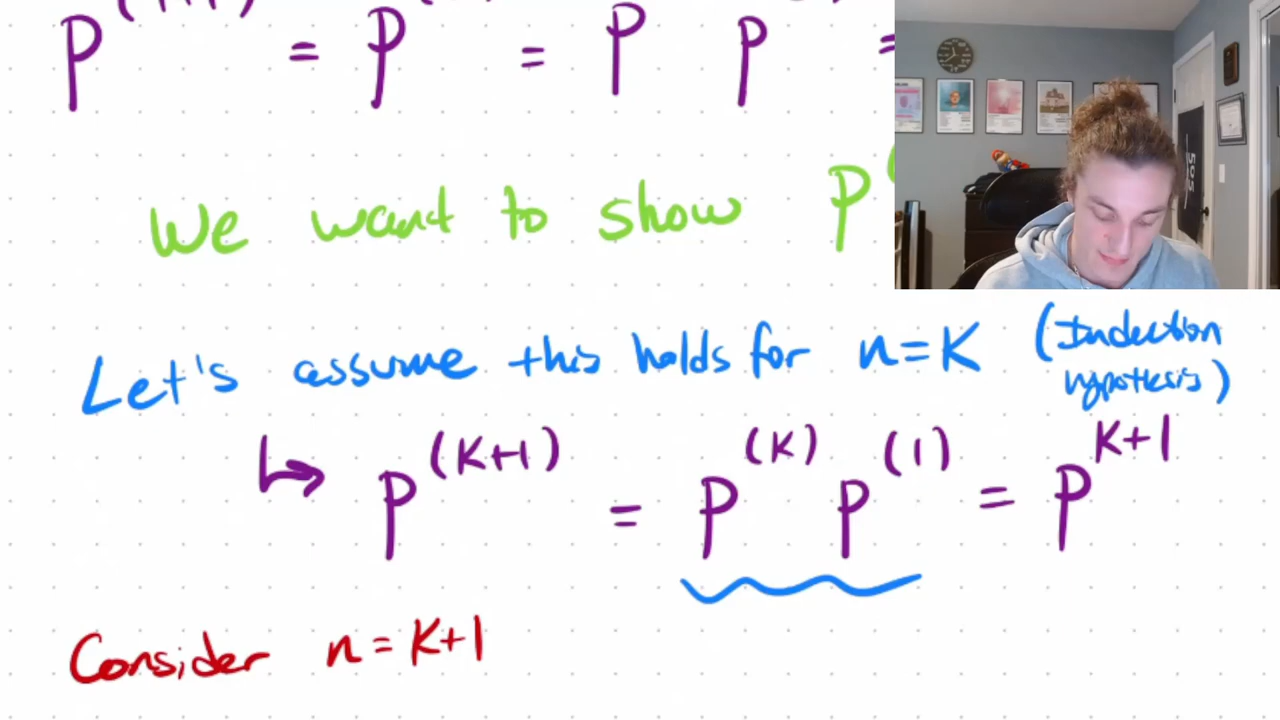 P = P = P P =
We want to show P
Let's assume this holds for n=K (Induction hypothesis)
↳ P^(K+1) = P^(K) P^(1) = P^K+1
Consider n=K+1